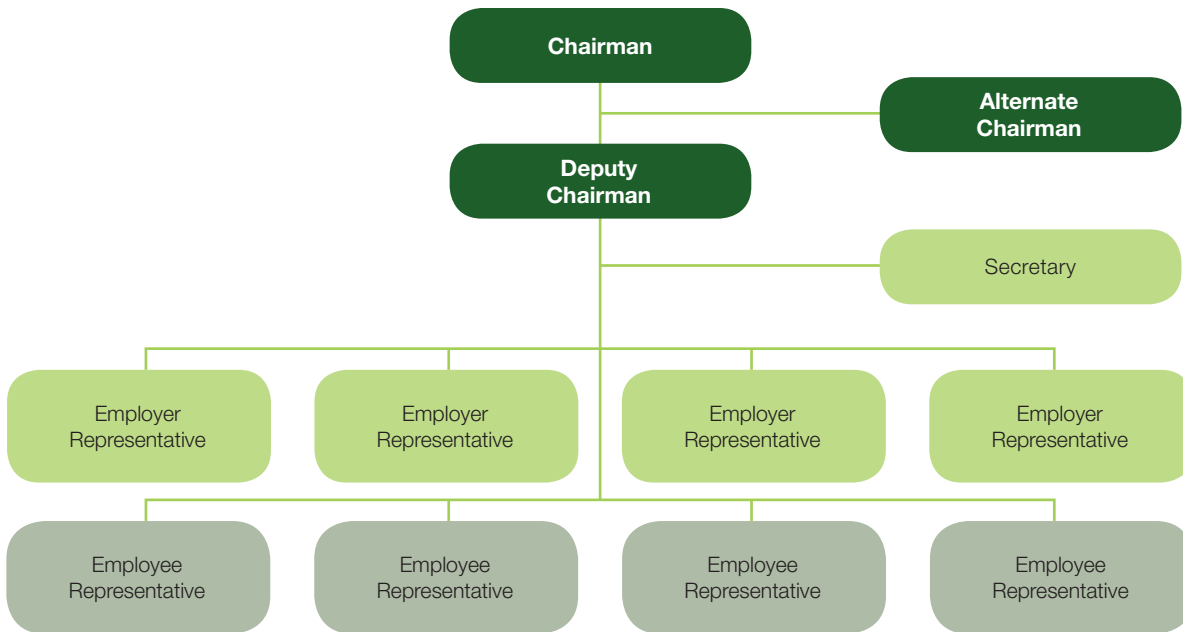 Chairman
Alternate
Chairman
Deputy
Chairman
Secretary
Employer
Representative
Employer
Representative
Employer
Representative
Employer
Representative
Employee
Representative
Employee
Representative
Employee
Representative
Employee
Representative